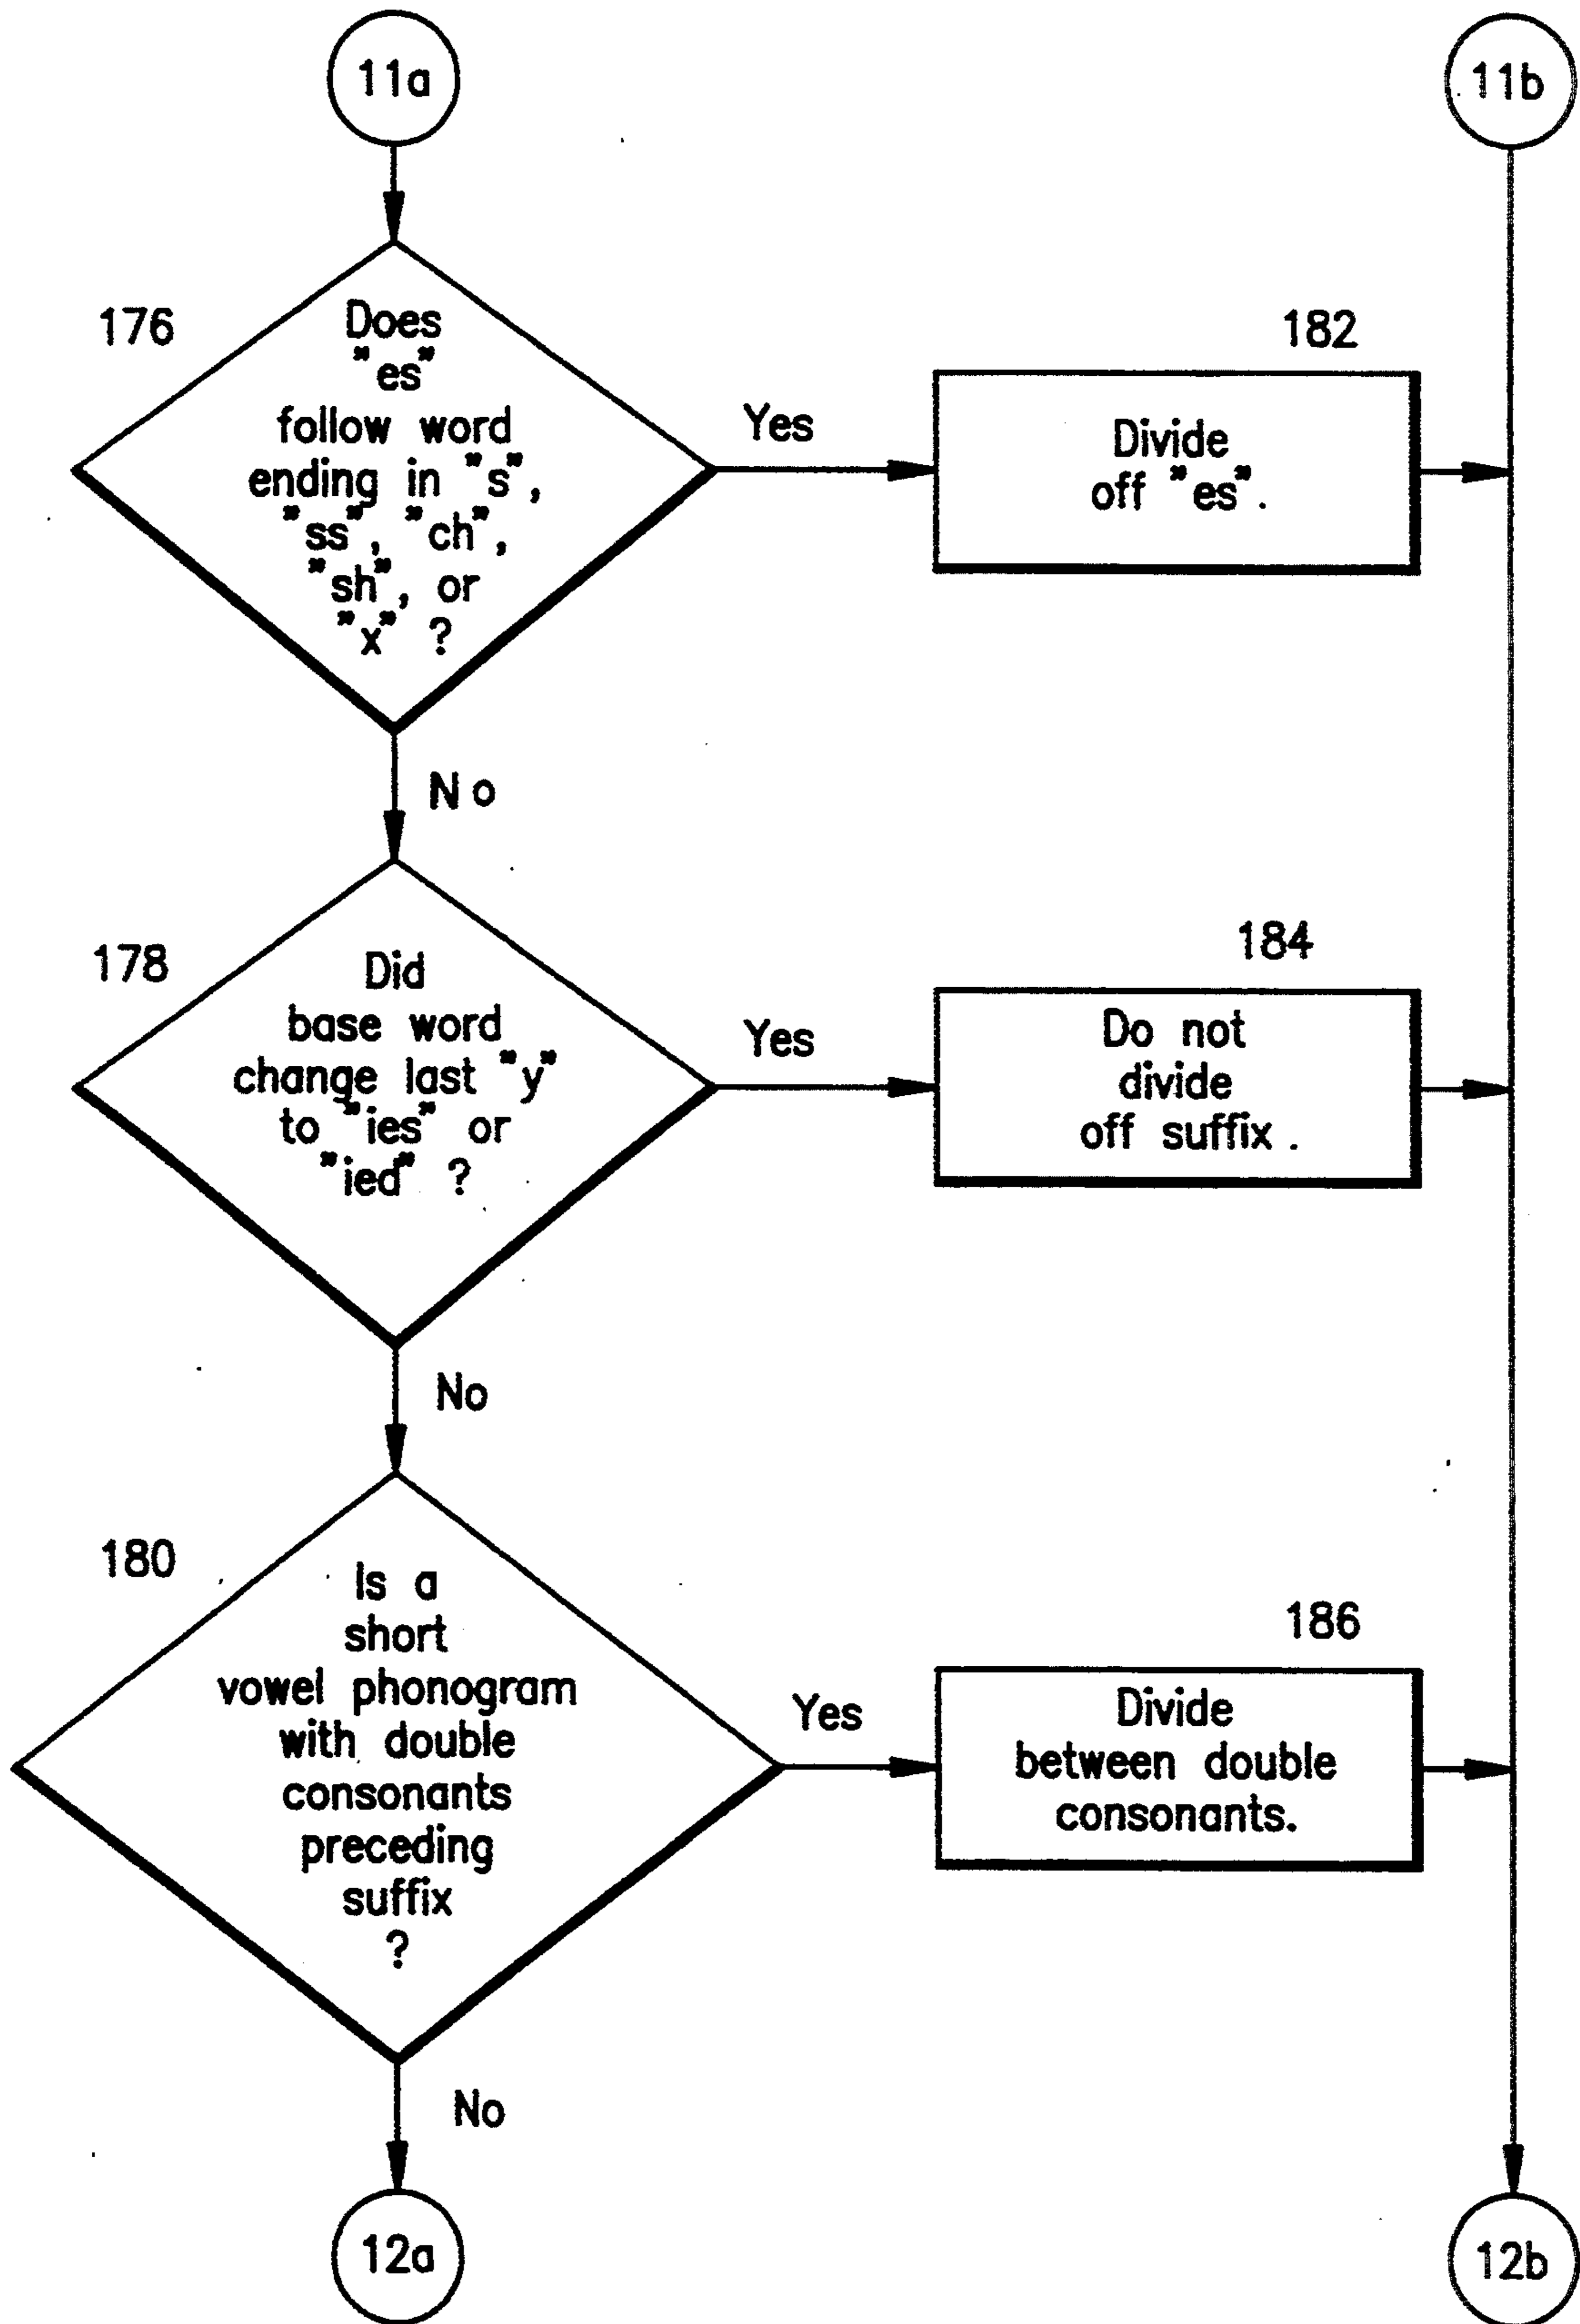 11a
11b
176
Does
"es"
follow word
ending in "s",
"ss", "ch",
"sh", or
"x" ?
Yes
182
Divide
off "es".
No
178
Did
base word
change last "y"
to "ies" or
"ied" ?
Yes
184
Do not
divide
off suffix.
No
180
Is a
short
vowel phonogram
with double
consonants
preceding
suffix
?
Yes
186
Divide
between double
consonants.
No
12a
12b